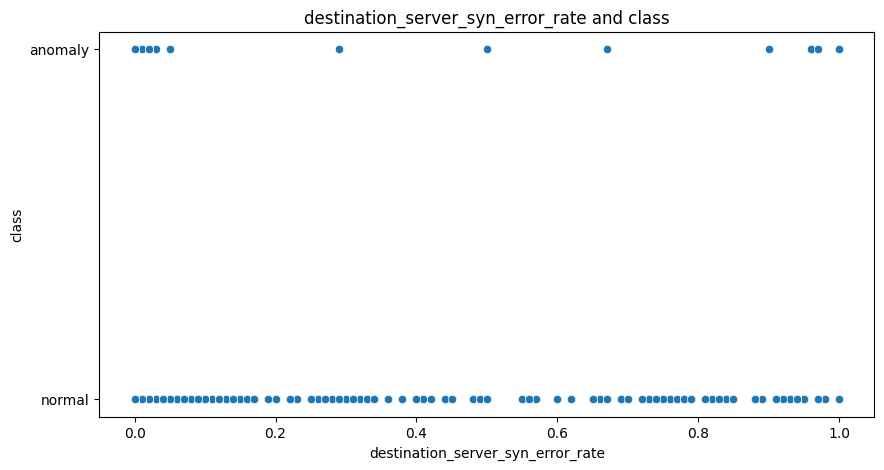 destination_server_syn_error_rate and class
anomaly
class
normal
0.0 0.2 0.4 0.6 0.8 1.0
destination_server_syn_error_rate